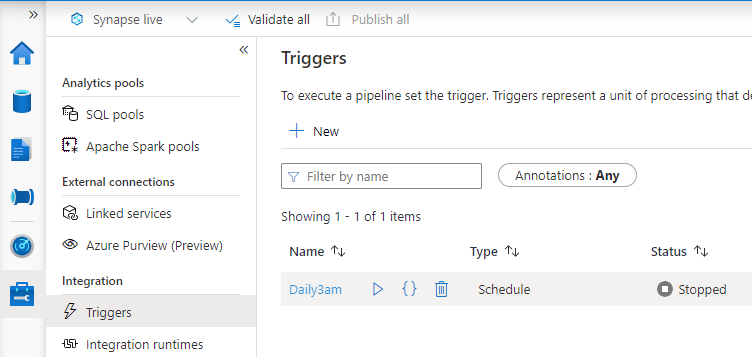 Synapse live
Validate all
Publish all
Analytics pools
SQL pools
Apache Spark pools
External connections
Linked services
Azure Purview (Preview)
Integration
Triggers
Integration runtimes
Triggers
To execute a pipeline set the trigger. Triggers represent a unit of processing that de
New
Filter by name
Annotations : Any
Showing 1 - 1 of 1 items
Name Type Status
Daily3am Schedule Stopped